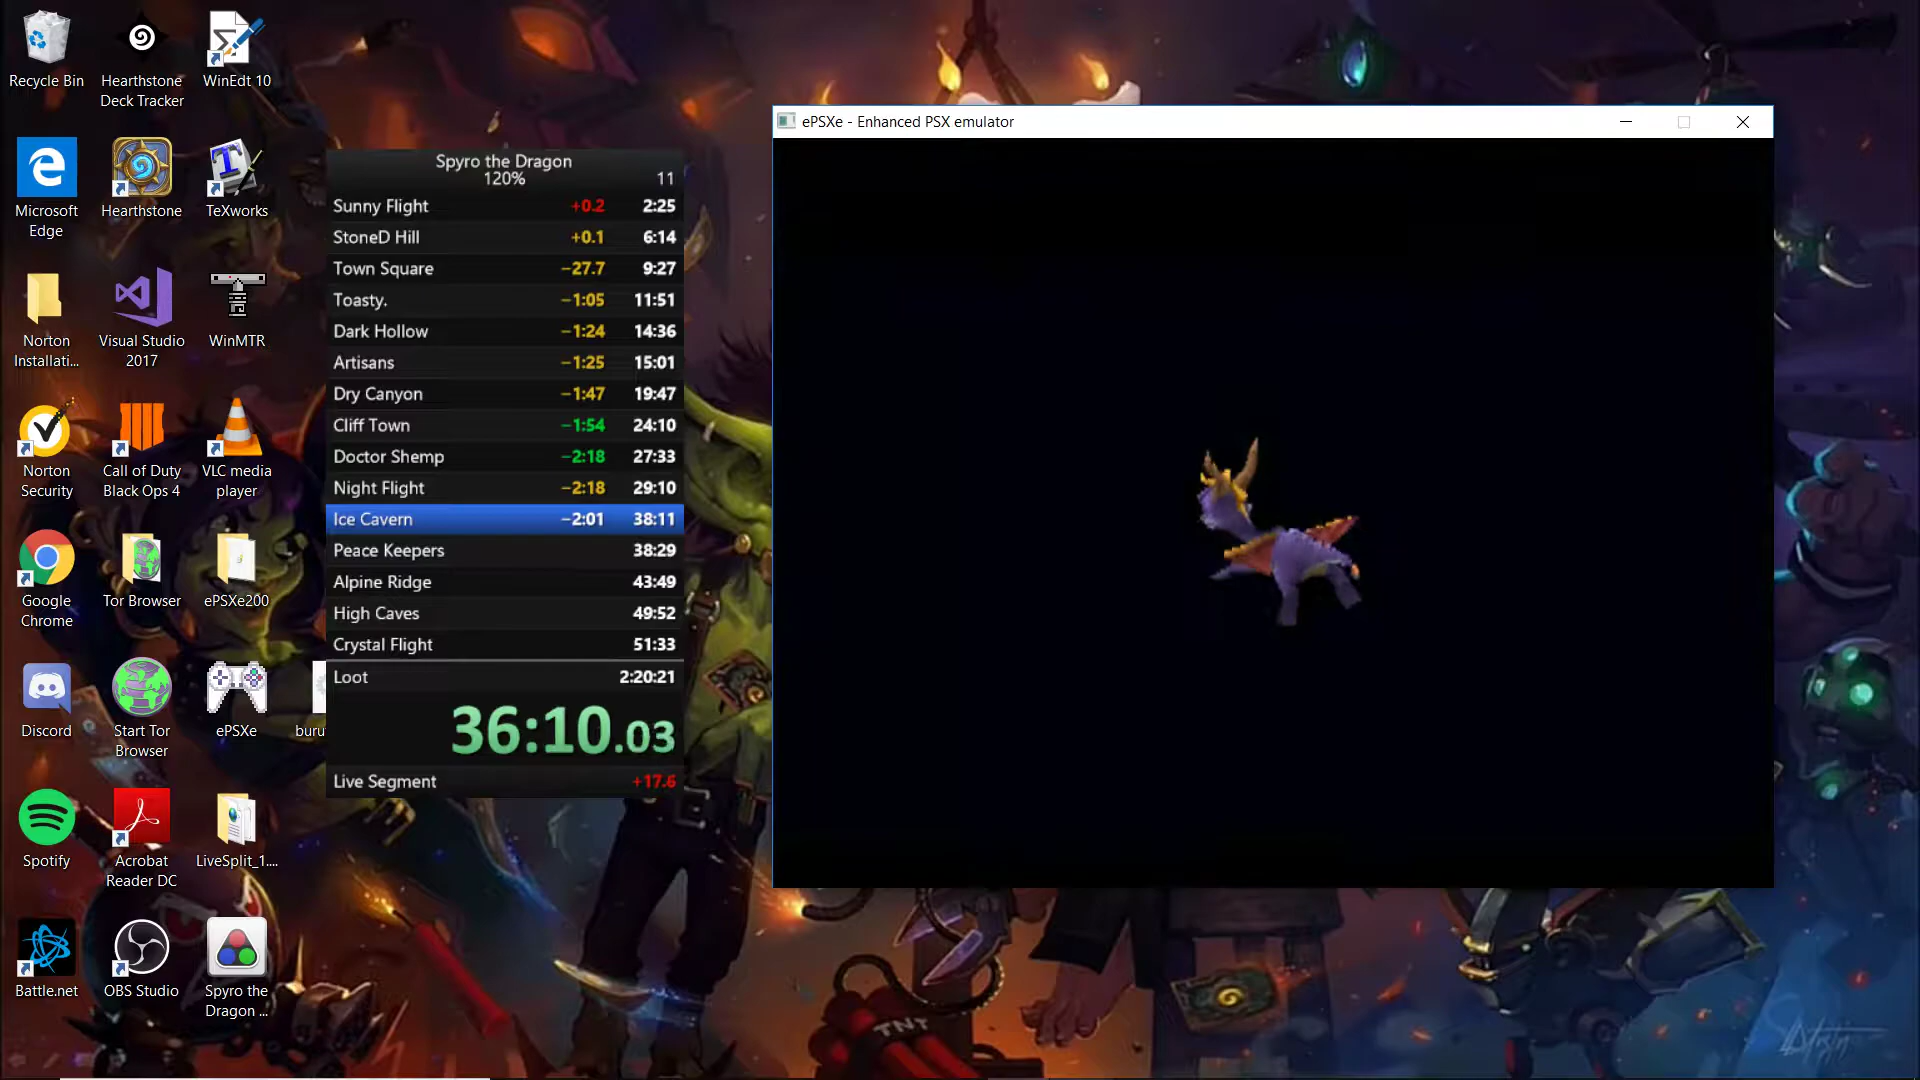 Recycle Bin
Hearthstone
Deck Tracker
WinEdt 10
Microsoft
Edge
Hearthstone
TeXworks
Norton
Installati...
Visual Studio
2017
WinMTR
Norton
Security
Call of Duty
Black Ops 4
VLC media
player
Google
Chrome
Tor Browser
ePSXe200
Discord
Start Tor
Browser
ePSXe
buru
Spotify
Acrobat
Reader DC
LiveSplit_1....
Battle.net
OBS Studio
Spyro the
Dragon ...
Spyro the Dragon
120% 11
Sunny Flight +0.2 2:25
StoneD Hill +0.1 6:14
Town Square −27.7 9:27
Toasty. −1:05 11:51
Dark Hollow −1:24 14:36
Artisans −1:25 15:01
Dry Canyon −1:47 19:47
Cliff Town −1:54 24:10
Doctor Shemp −2:18 27:33
Night Flight −2:18 29:10
Ice Cavern −2:01 38:11
Peace Keepers 38:29
Alpine Ridge 43:49
High Caves 49:52
Crystal Flight 51:33
Loot 2:20:21
36:10.03
Live Segment +17.6
ePSXe - Enhanced PSX emulator
TNT